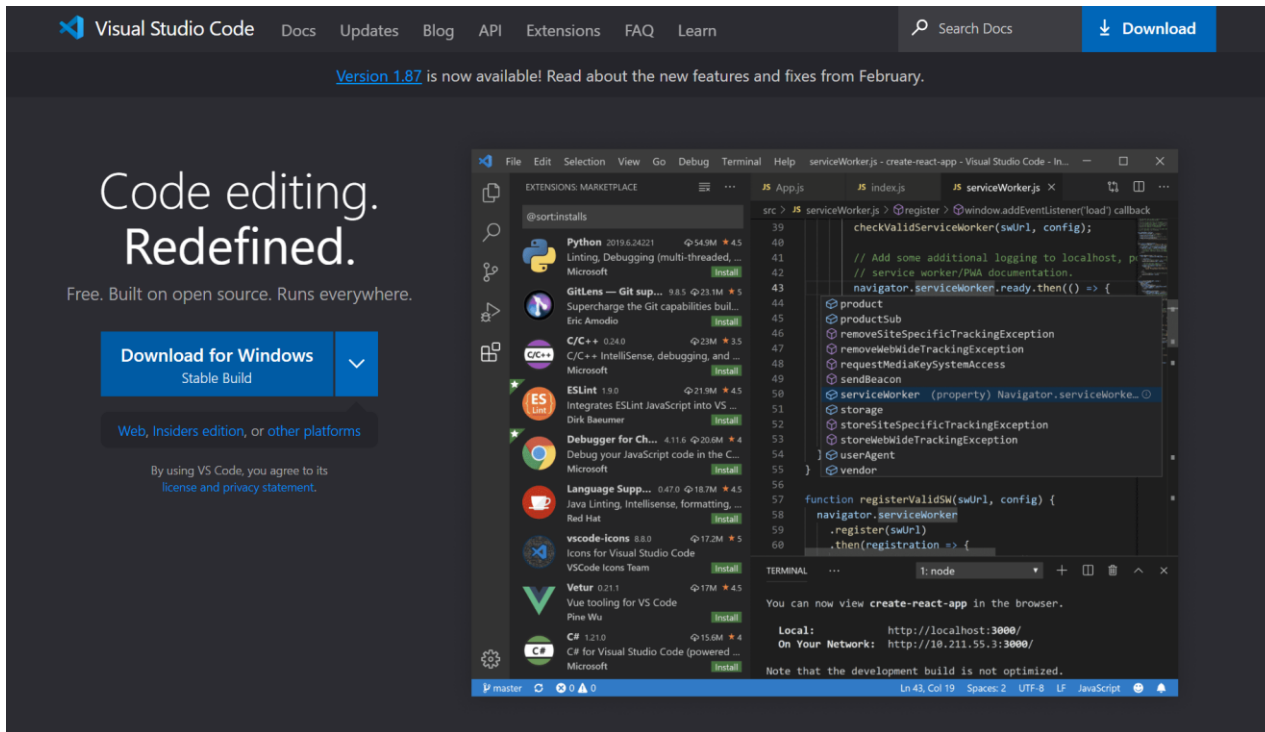 Visual Studio Code Docs Updates Blog API Extensions FAQ Learn Search Docs Download
Version 1.87 is now available! Read about the new features and fixes from February.
Code editing.
Redefined.
Free. Built on open source. Runs everywhere.
Download for Windows
Stable Build
Web, Insiders edition, or other platforms
By using VS Code, you agree to its
license and privacy statement.
File Edit Selection View Go Debug Terminal Help serviceWorker.js - create-react-app - Visual Studio Code - In...
EXTENSIONS: MARKETPLACE
@sort:installs
Python 2019.6.24221 54.9M ★ 4.5
Linting, Debugging (multi-threaded, ...
Microsoft Install
GitLens — Git sup... 9.8.5 23.1M ★ 5
Supercharge the Git capabilities buil...
Eric Amodio Install
C/C++ 0.24.0 23M ★ 3.5
C/C++ IntelliSense, debugging, and ...
Microsoft Install
ESLint 1.9.0 21.9M ★ 4.5
Integrates ESLint JavaScript into VS ...
Dirk Baeumer Install
Debugger for Ch... 4.11.6 20.6M ★ 4
Debug your JavaScript code in the C...
Microsoft Install
Language Supp... 0.47.0 18.7M ★ 4.5
Java Linting, Intellisense, formatting, ...
Red Hat Install
vscode-icons 8.8.0 17.2M ★ 5
Icons for Visual Studio Code
VSCode Icons Team Install
Vetur 0.21.1 17M ★ 4.5
Vue tooling for VS Code
Pine Wu Install
C# 1.21.0 15.6M ★ 4
C# for Visual Studio Code (powered ...
Microsoft Install
C/C++
ES
Lint
C#
JS App.js JS index.js JS serviceWorker.js
src > JS serviceWorker.js > register > window.addEventListener('load') callback
39 checkValidServiceWorker(swUrl, config);
40
41 // Add some additional logging to localhost, po
42 // service worker/PWA documentation.
43 navigator.serviceWorker.ready.then(() => {
44 product
45 productSub
46 removeSiteSpecificTrackingException
47 removeWebWideTrackingException
48 requestMediaKeySystemAccess
49 sendBeacon
50 serviceWorker (property) Navigator.serviceWorke...
51 storage
52 storeSiteSpecificTrackingException
53 storeWebWideTrackingException
54 } userAgent
55 } vendor
56
57 function registerValidSW(swUrl, config) {
58 navigator.serviceWorker
59 .register(swUrl)
60 .then(registration => {
TERMINAL ... 1: node
You can now view create-react-app in the browser.
Local: http://localhost:3000/
On Your Network: http://10.211.55.3:3000/
Note that the development build is not optimized.
master 0 0 Ln 43, Col 19 Spaces: 2 UTF-8 LF JavaScript